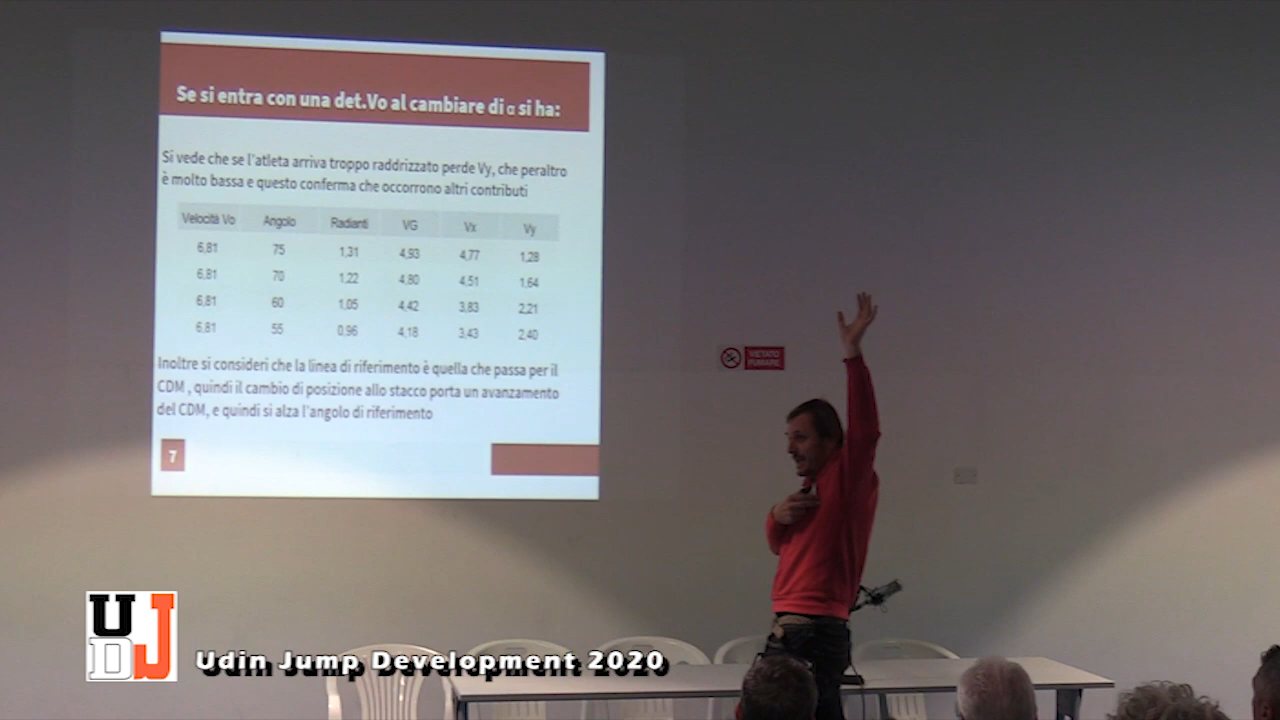 Se si entra con una det.Vo al cambiare di α si ha:
Si vede che se l'atleta arriva troppo raddrizzato perde Vy, che peraltro
è molto bassa e questo conferma che occorrono altri contributi
Velocità Vo Angolo Radianti VG Vx Vy
6,81 75 1,31 4,93 4,77 1,28
6,81 70 1,22 4,80 4,51 1,64
6,81 60 1,05 4,42 3,83 2,21
6,81 55 0,96 4,18 3,43 2,40
Inoltre si consideri che la linea di riferimento è quella che passa per il
CDM , quindi il cambio di posizione allo stacco porta un avanzamento
del CDM, e quindi si alza l'angolo di riferimento
7
VIETATO
FUMARE
U
DJ
Udin Jump Development 2020